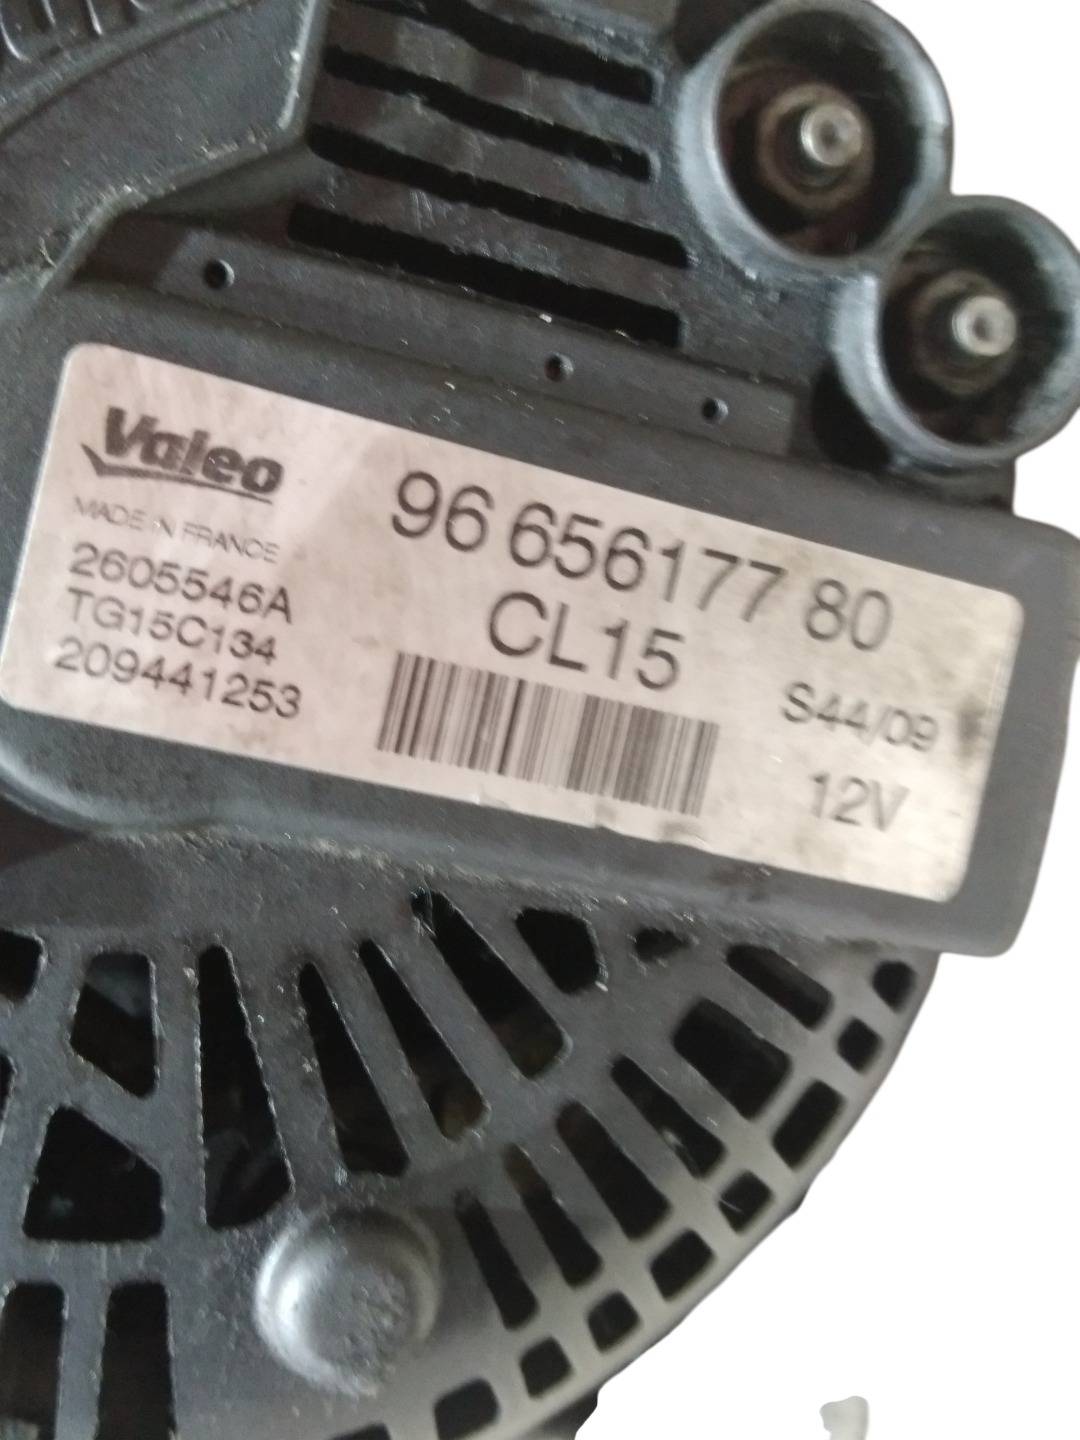 Valeo
MADE IN FRANCE
2605546A
TG15C134
209441253
96 656177 80
CL15
S44/09
12V